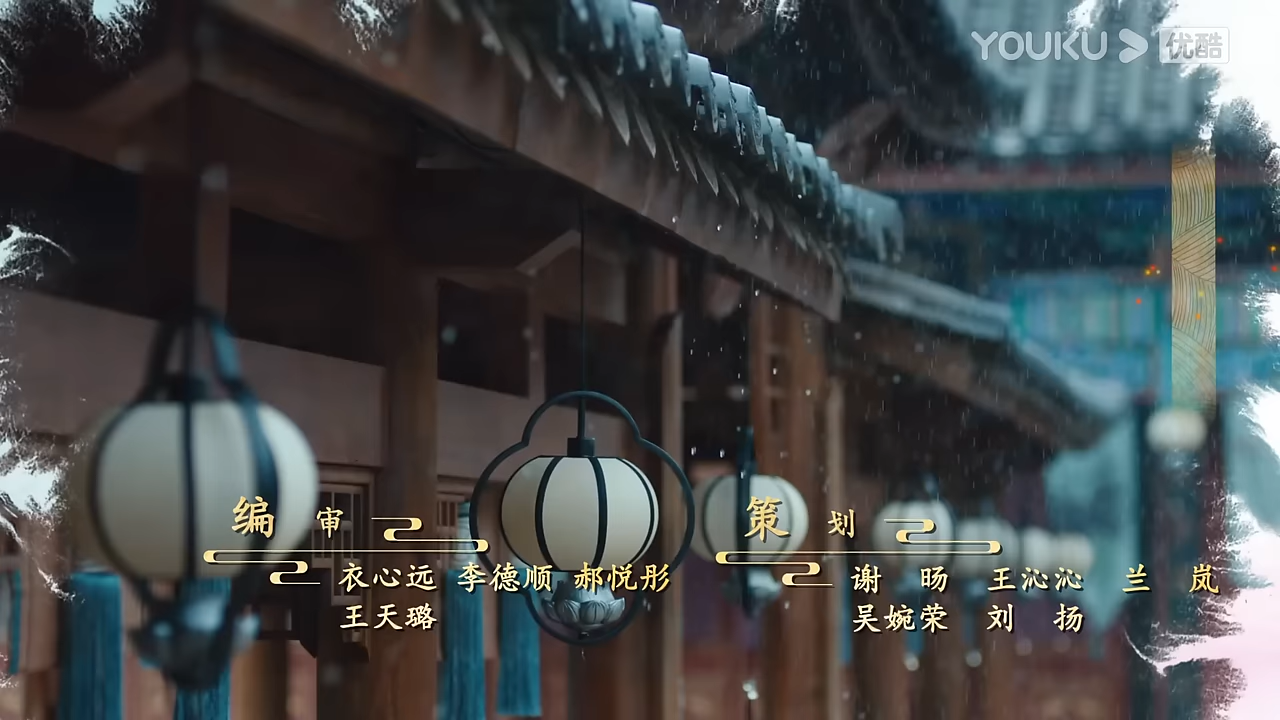 YOUKU 优酷
编审
衣心远 李德顺 郝悦彤
王天璐
策划
谢旸 王沁沁 兰岚
吴婉荣 刘扬